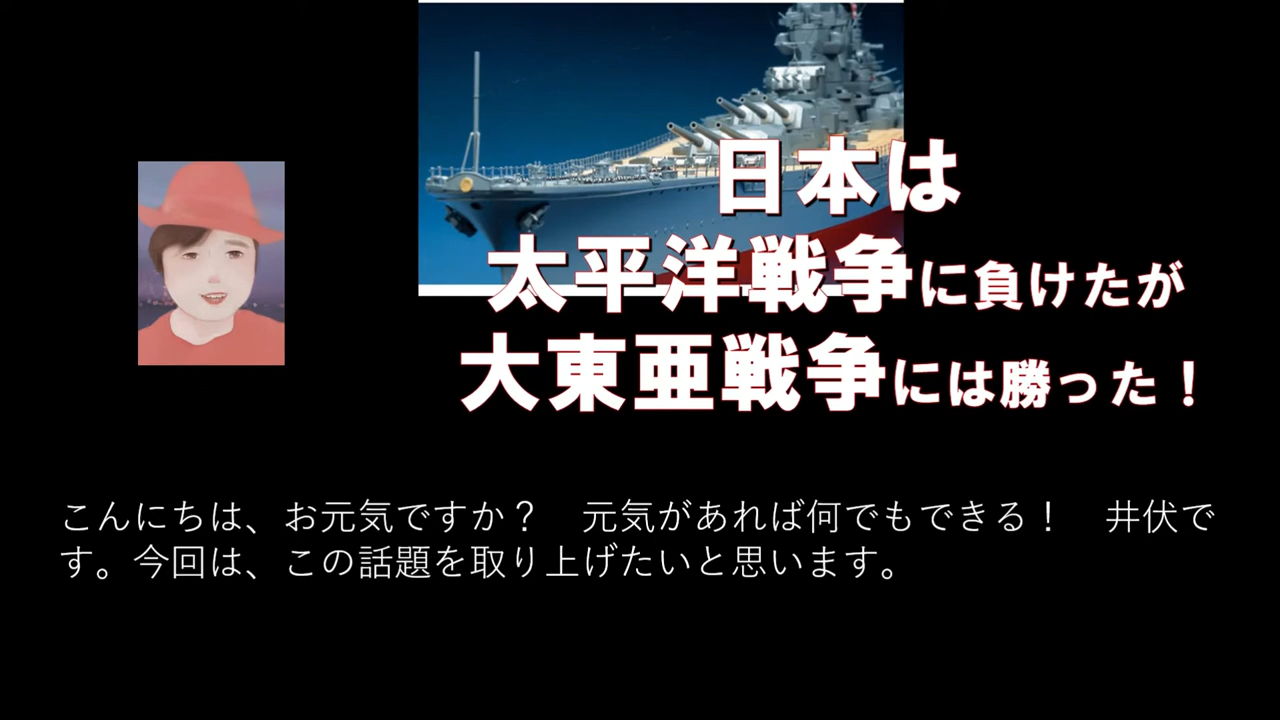 日本は
太平洋戦争に負けたが
大東亜戦争には勝った！
こんにちは、お元気ですか？　元気があれば何でもできる！　井伏で
す。今回は、この話題を取り上げたいと思います。